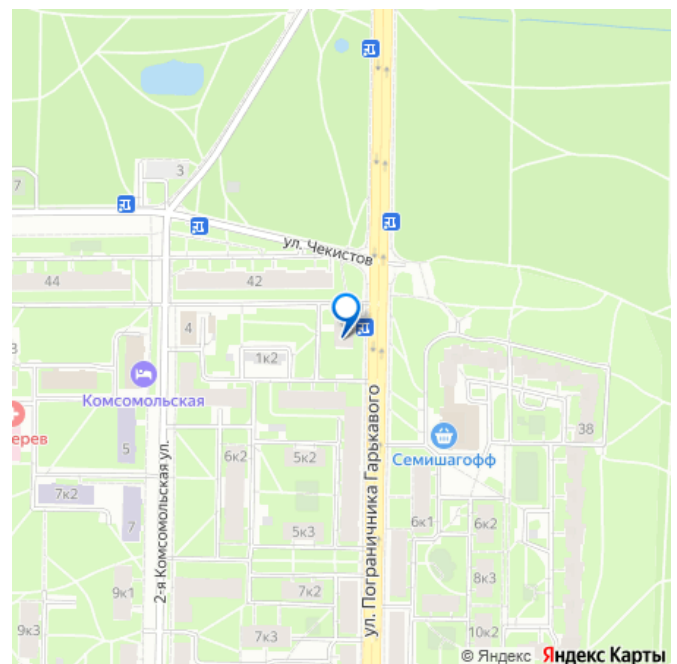 3
7
ул. Чекистов
44
42
4
3
1к2
Комсомольская
ерев
5
6к2
5к2
Семишагофф
38
7к2
7
5к3
6к1
6к2
2-я Комсомольская ул.
ул. Пограничника Гарькавого
9к1
7к2
8к3
9к3
7к3
10к2
© Яндекс Яндекс Карты